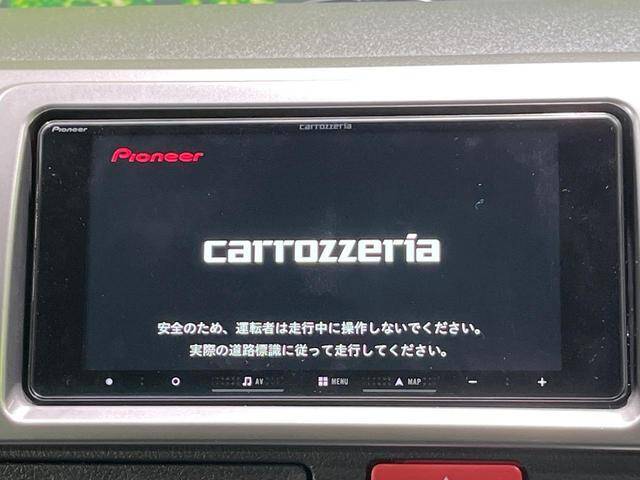 Pioneer
carrozzeria
Pioneer
carrozzeria
安全のため、運転者は走行中に操作しないでください。
実際の道路標識に従って走行してください。
AV MENU MAP − +